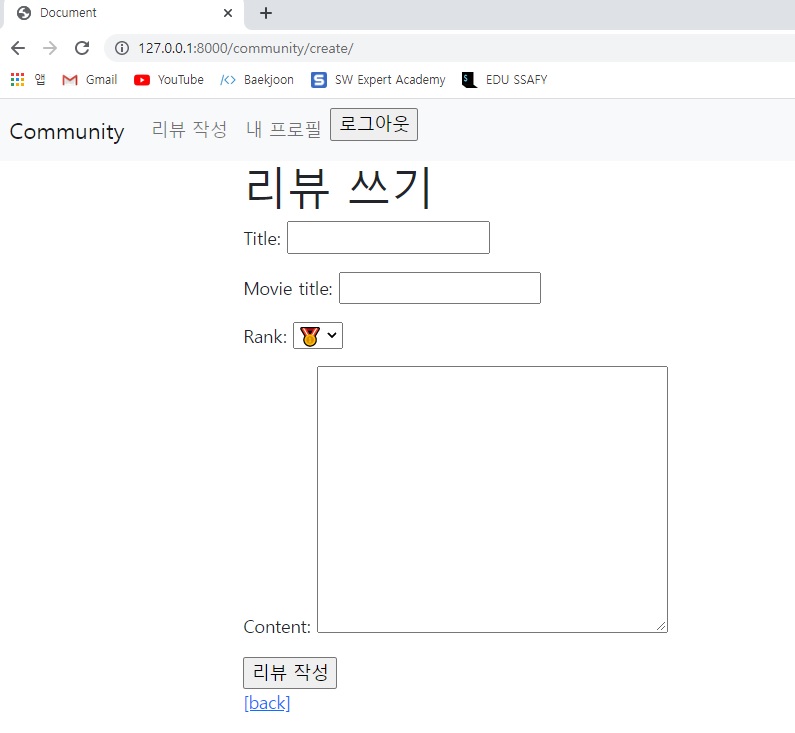 Document
127.0.0.1:8000/community/create/
앱 Gmail YouTube Baekjoon SW Expert Academy EDU SSAFY
Community 리뷰 작성 내 프로필 로그아웃
리뷰 쓰기
Title:
Movie title:
Rank:
Content:
리뷰 작성
[back]